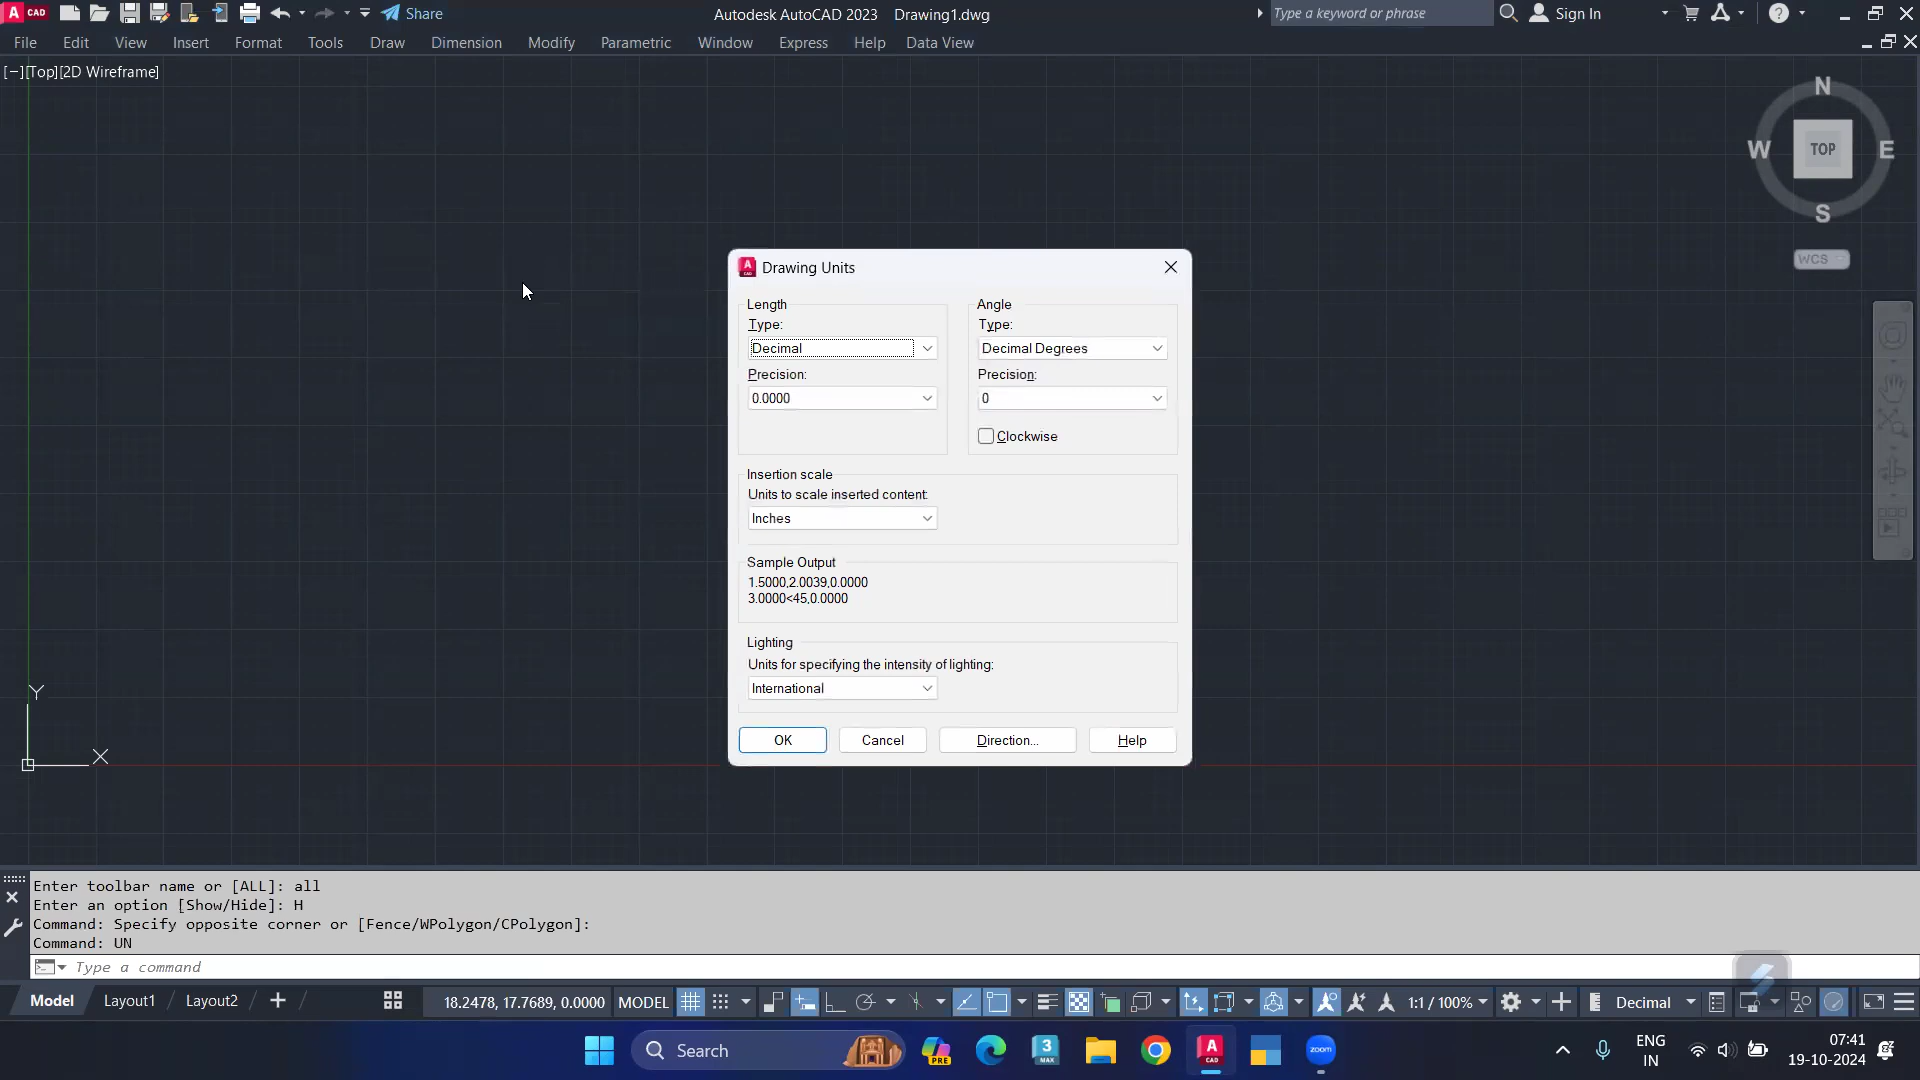 A CAD Share Autodesk AutoCAD 2023 Drawing1.dwg Type a keyword or phrase Sign In
File Edit View Insert Format Tools Draw Dimension Modify Parametric Window Express Help Data View
[−][Top][2D Wireframe]
N
W TOP E
S
WCS
Drawing Units
Length
Type:
Decimal
Precision:
0.0000
Angle
Type:
Decimal Degrees
Precision:
0
Clockwise
Insertion scale
Units to scale inserted content:
Inches
Sample Output
1.5000,2.0039,0.0000
3.0000<45,0.0000
Lighting
Units for specifying the intensity of lighting:
International
OK Cancel Direction... Help
Y
X
Enter toolbar name or [ALL]: all
Enter an option [Show/Hide]: H
Command: Specify opposite corner or [Fence/WPolygon/CPolygon]:
Command: UN
Type a command
Model Layout1 Layout2 + 18.2478, 17.7689, 0.0000 MODEL 1:1 / 100% Decimal
Search PRE 3 MAX A CAD zoom ENG IN 07:41
19-10-2024